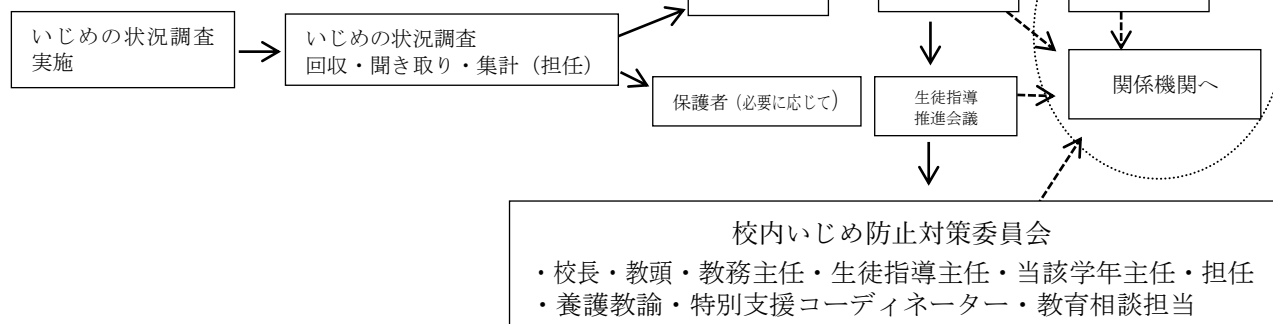 いじめの状況調査
実施
いじめの状況調査
回収・聞き取り・集計（担任）
保護者（必要に応じて）
生徒指導
推進会議
関係機関へ
校内いじめ防止対策委員会
・校長・教頭・教務主任・生徒指導主任・当該学年主任・担任
・養護教諭・特別支援コーディネーター・教育相談担当